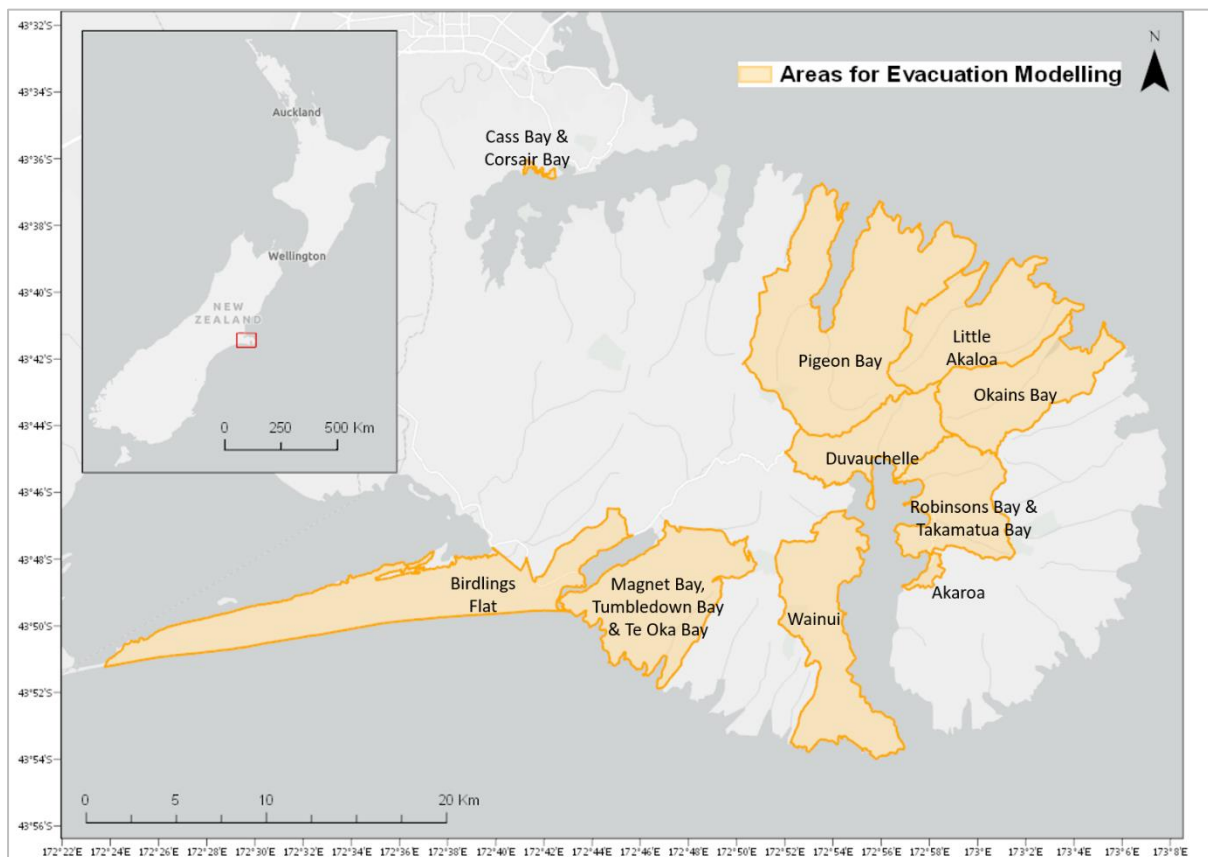 43°32'S
43°34'S
43°36'S
43°38'S
43°40'S
43°42'S
43°44'S
43°46'S
43°48'S
43°50'S
43°52'S
43°54'S
43°56'S
Auckland
Wellington
NEW
ZEALAND
0 250 500 Km
Areas for Evacuation Modelling
N
Cass Bay &
Corsair Bay
Pigeon Bay
Little
Akaloa
Okains Bay
Duvauchelle
Robinsons Bay &
Takamatua Bay
Akaroa
Birdlings
Flat
Magnet Bay,
Tumbledown Bay
& Te Oka Bay
Wainui
0 5 10 20 Km
172°22'E 172°24'E 172°26'E 172°28'E 172°30'E 172°32'E 172°34'E 172°36'E 172°38'E 172°40'E 172°42'E 172°44'E 172°46'E 172°48'E 172°50'E 172°52'E 172°54'E 172°56'E 172°58'E 173°E 173°2'E 173°4'E 173°6'E 173°8'E